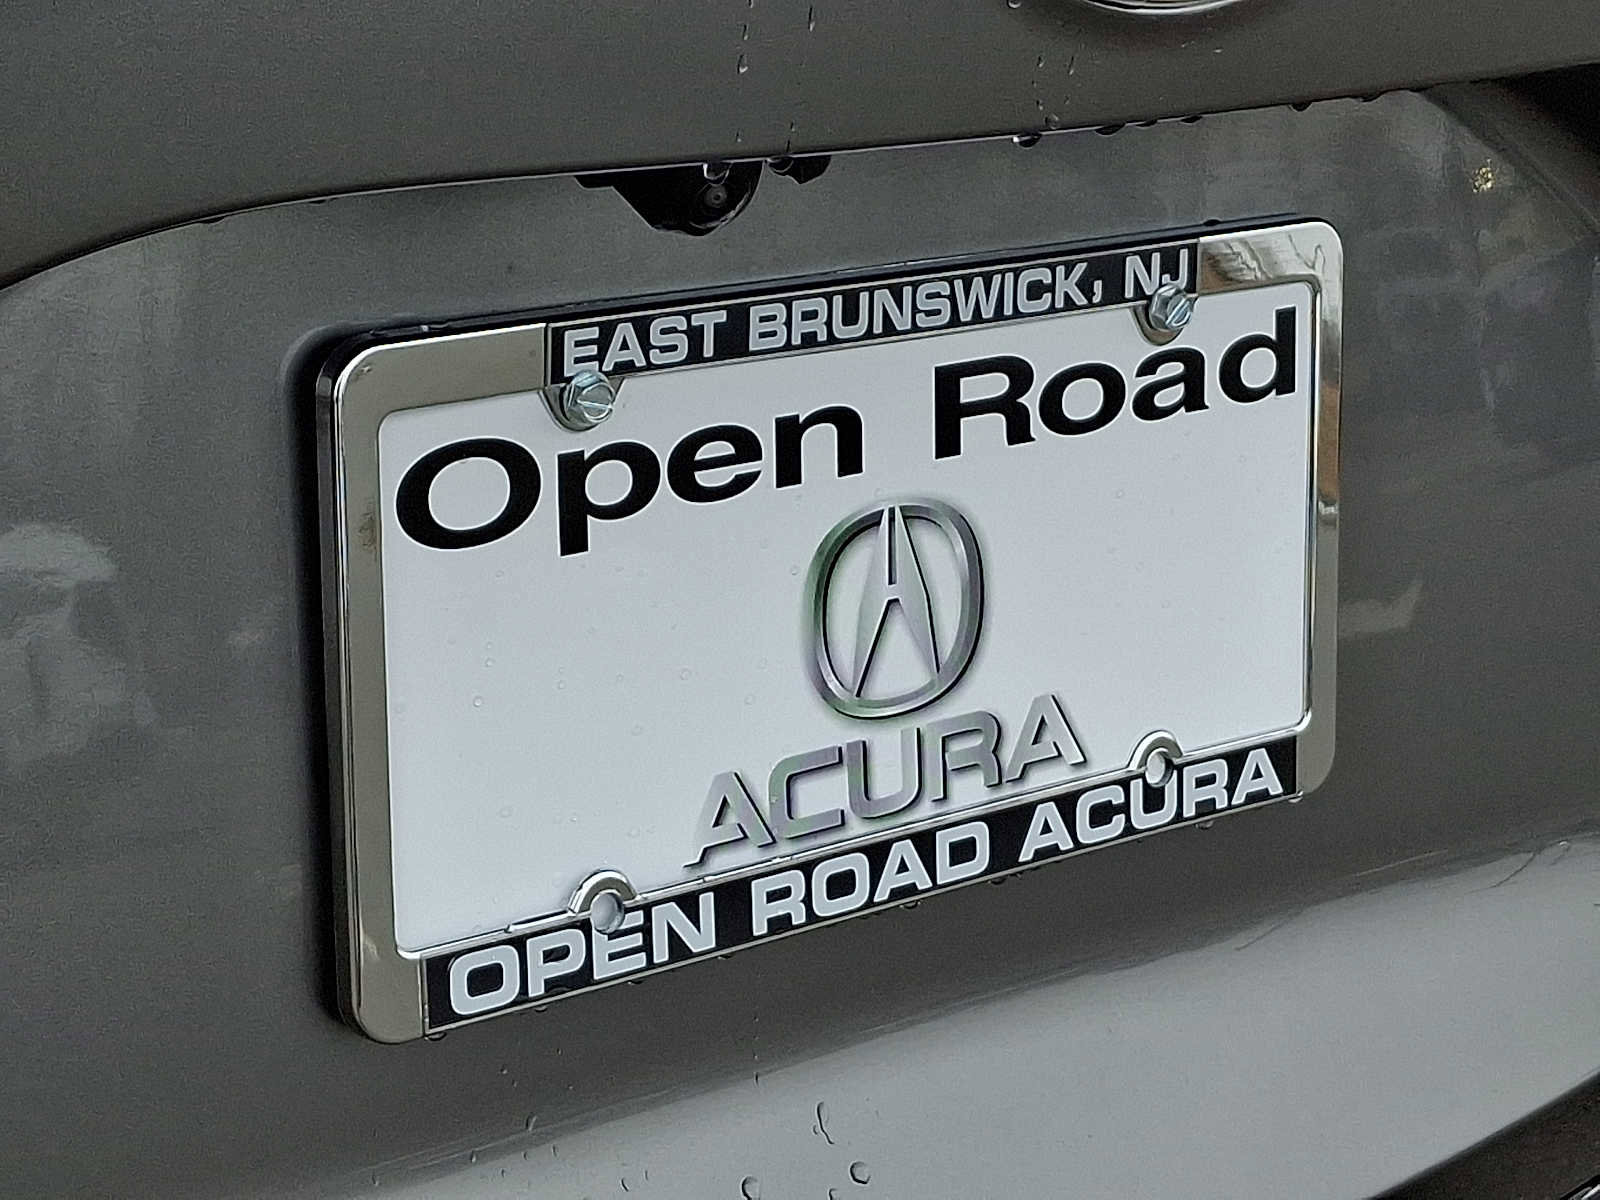 EAST BRUNSWICK, NJ
Open Road
ACURA
OPEN ROAD ACURA